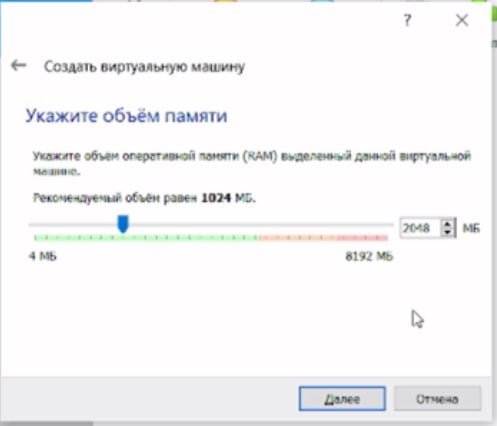 ?
Создать виртуальную машину
Укажите объём памяти
Укажите объём оперативной памяти (RAM) выделенный данной виртуальной
машине.
Рекомендуемый объём равен 1024 МБ.
2048 МБ
4 МБ 8192 МБ
Далее Отмена